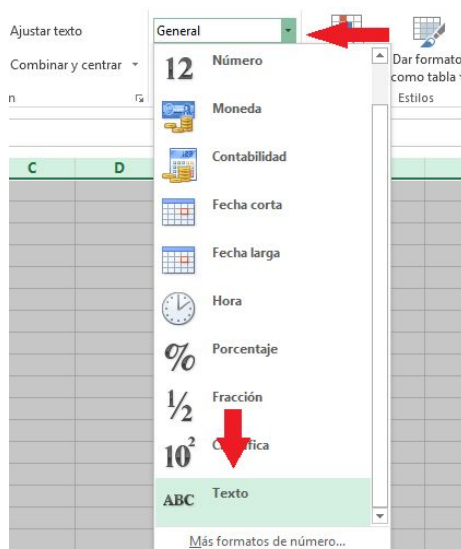 Ajustar texto
General
Combinar y centrar
Dar formato
como tabla
n
Estilos
C
D
12 Número
Moneda
Contabilidad
Fecha corta
Fecha larga
Hora
% Porcentaje
1/2 Fracción
10²
ABC Texto
Más formatos de número...